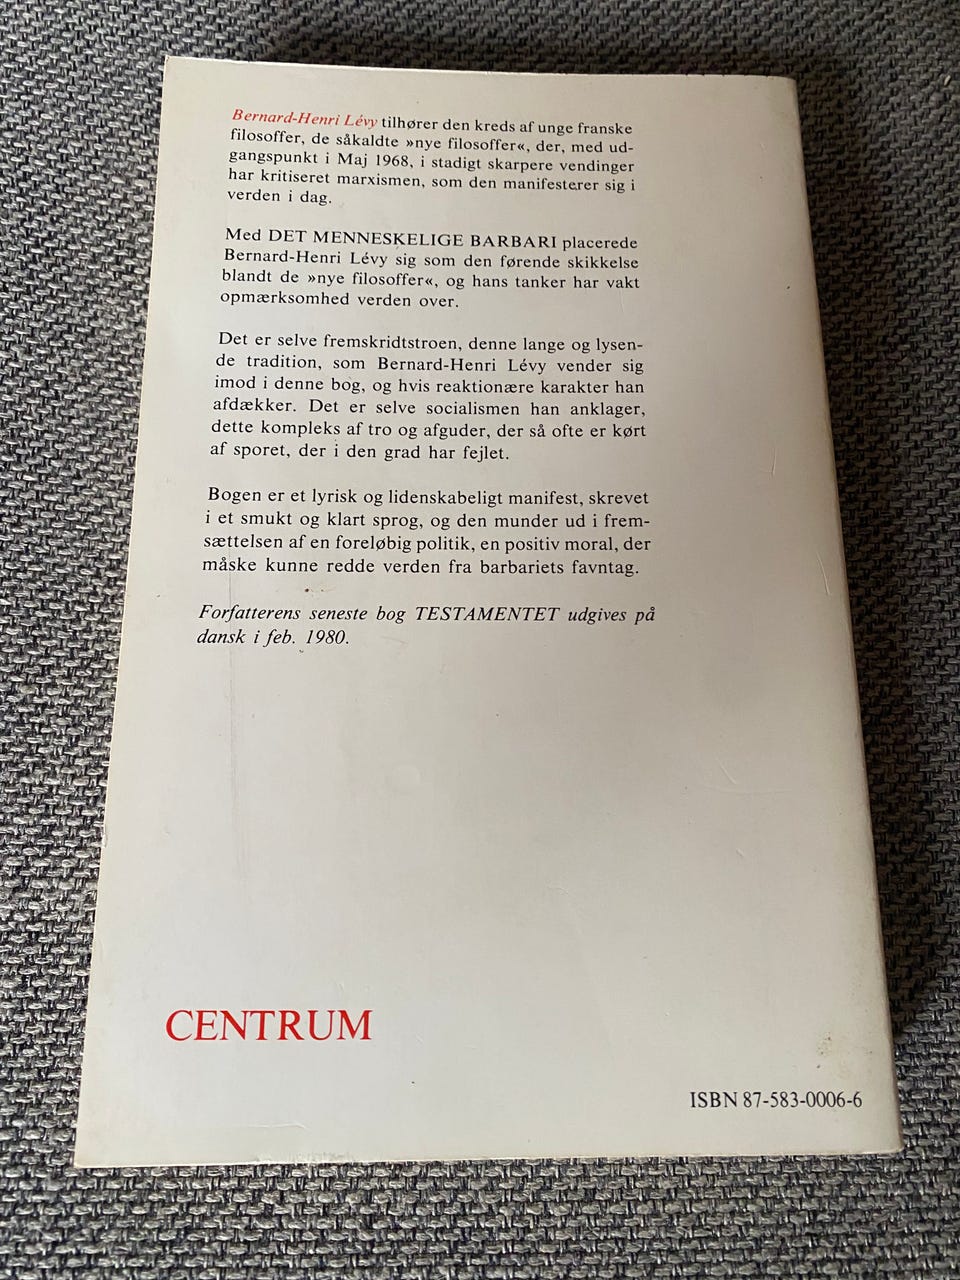 Bernard-Henri Lévy tilhører den kreds af unge franske
filosoffer, de såkaldte »nye filosoffer«, der, med ud-
gangspunkt i Maj 1968, i stadigt skarpere vendinger
har kritiseret marxismen, som den manifesterer sig i
verden i dag.
Med DET MENNESKELIGE BARBARI placerede
Bernard-Henri Lévy sig som den førende skikkelse
blandt de »nye filosoffer«, og hans tanker har vakt
opmærksomhed verden over.
Det er selve fremskridtstroen, denne lange og lysen-
de tradition, som Bernard-Henri Lévy vender sig
imod i denne bog, og hvis reaktionære karakter han
afdækker. Det er selve socialismen han anklager,
dette kompleks af tro og afguder, der så ofte er kørt
af sporet, der i den grad har fejlet.
Bogen er et lyrisk og lidenskabeligt manifest, skrevet
i et smukt og klart sprog, og den munder ud i frem-
sættelsen af en foreløbig politik, en positiv moral, der
måske kunne redde verden fra barbariets favntag.
Forfatterens seneste bog TESTAMENTET udgives på
dansk i feb. 1980.
CENTRUM
ISBN 87-583-0006-6